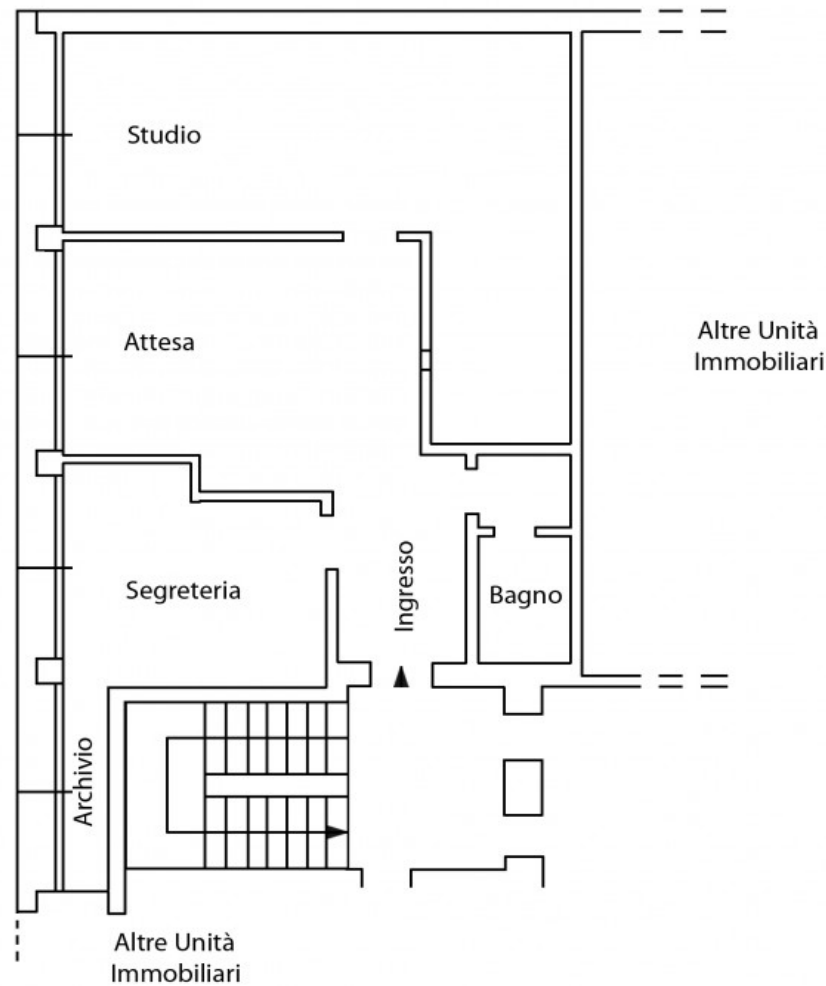 Studio
Attesa
Altre Unità
Immobiliari
Segreteria
Ingresso
Bagno
Archivio
Altre Unità
Immobiliari